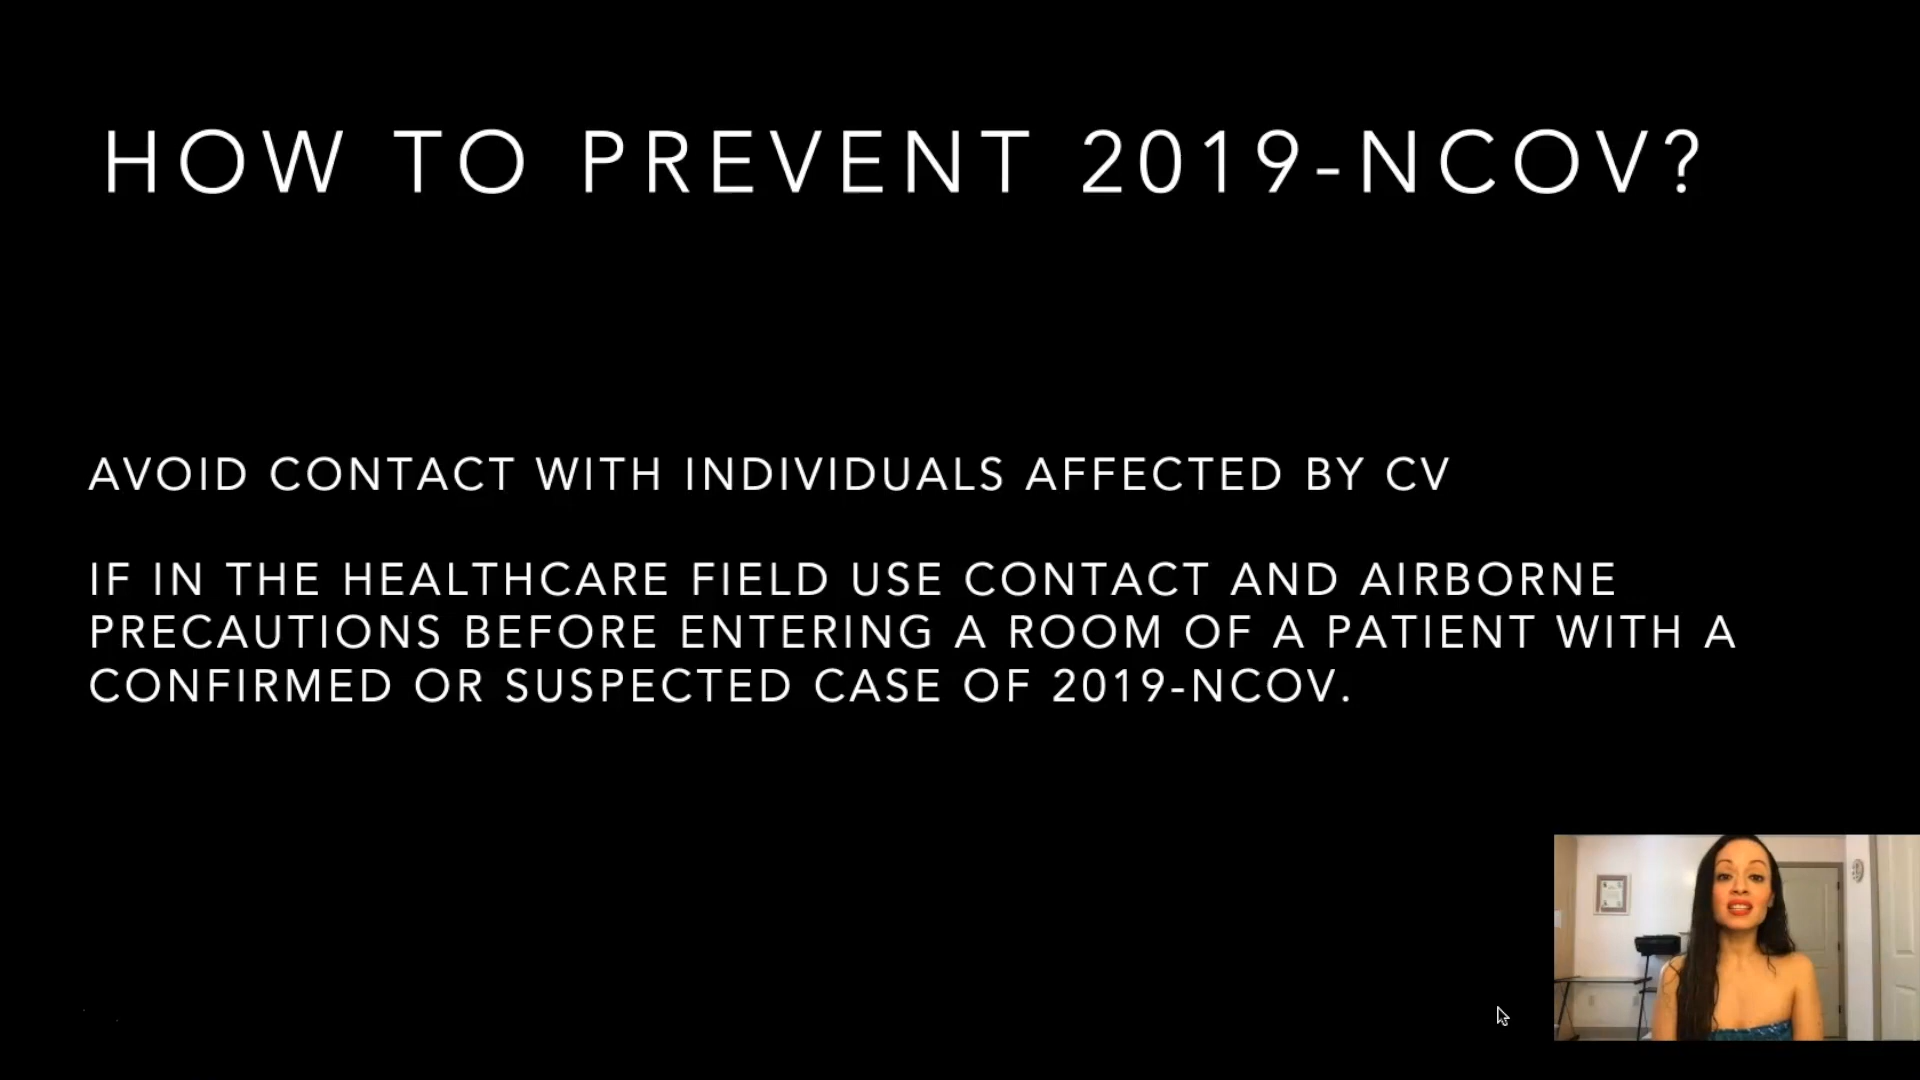 HOW TO PREVENT 2019-NCOV?
AVOID CONTACT WITH INDIVIDUALS AFFECTED BY CV
IF IN THE HEALTHCARE FIELD USE CONTACT AND AIRBORNE
PRECAUTIONS BEFORE ENTERING A ROOM OF A PATIENT WITH A
CONFIRMED OR SUSPECTED CASE OF 2019-NCOV.